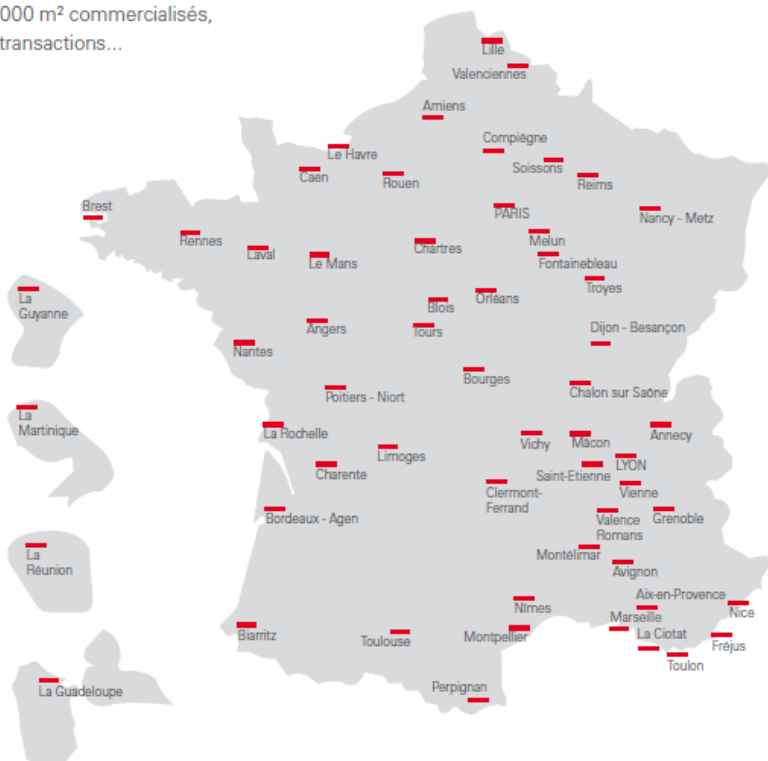 000 m² commercialisés,
transactions...
Lille
Valenciennes
Amiens
Compiègne
Le Havre
Soissons
Caen
Rouen
Reims
Brest
PARIS
Nancy - Metz
Rennes
Melun
Laval
Chartres
Le Mans
Fontainebleau
Troyes
La
Guyanne
Orléans
Blois
Angers
Tours
Dijon - Besançon
Nantes
Bourges
Poitiers - Niort
Chalon sur Saône
La
Martinique
La Rochelle
Vichy
Mâcon
Annecy
Limoges
LYON
Charente
Saint-Etienne
Clermont-
Ferrand
Vienne
Bordeaux - Agen
Valence
Romans
Grenoble
La
Réunion
Montélimar
Avignon
Aix-en-Provence
Nîmes
Nice
Marseille
Biarritz
Toulouse
Montpellier
La Ciotat
Fréjus
Toulon
La Guadeloupe
Perpignan